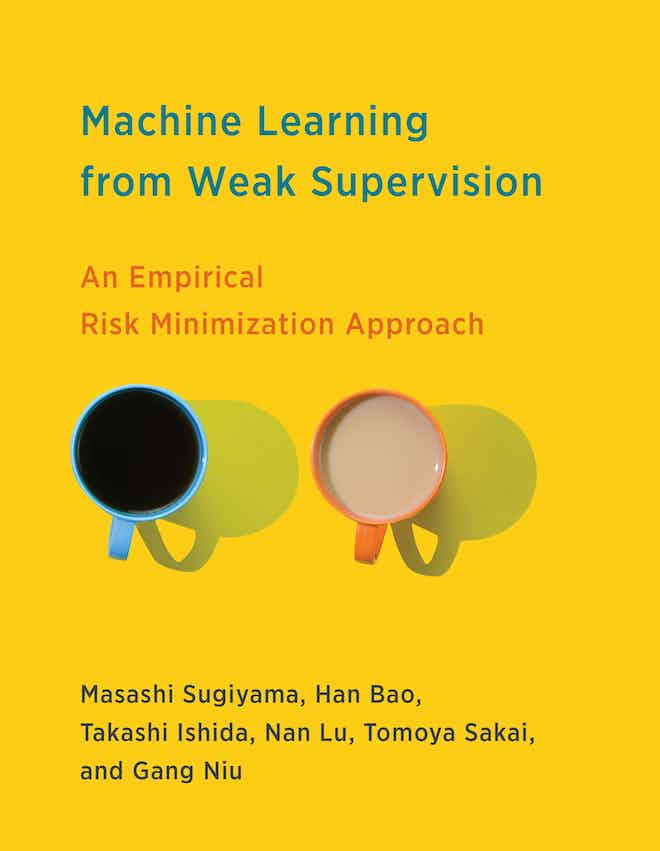 Machine Learning
from Weak Supervision
An Empirical
Risk Minimization Approach
Masashi Sugiyama, Han Bao,
Takashi Ishida, Nan Lu, Tomoya Sakai,
and Gang Niu